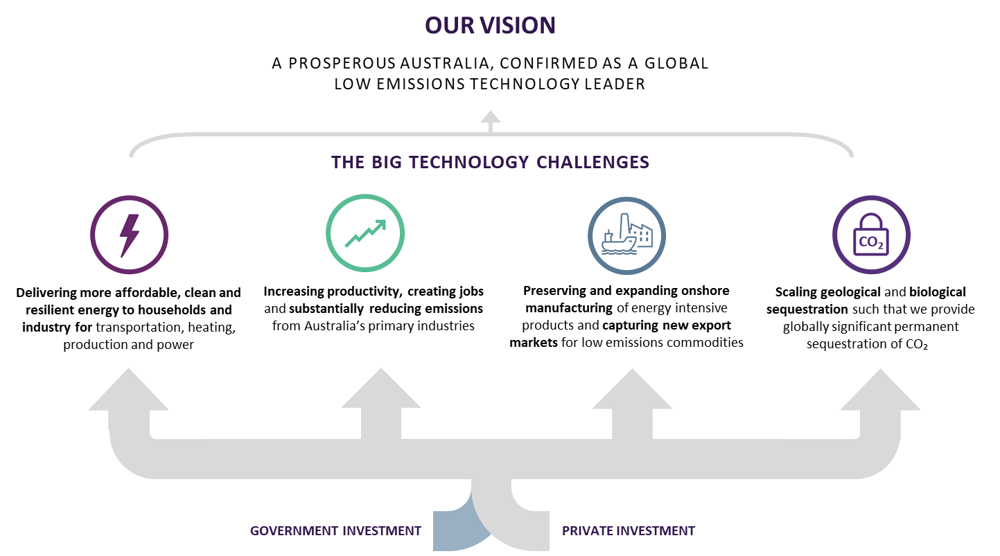 OUR VISION
A PROSPEROUS AUSTRALIA, CONFIRMED AS A GLOBAL
LOW EMISSIONS TECHNOLOGY LEADER
THE BIG TECHNOLOGY CHALLENGES
Delivering more affordable, clean and
resilient energy to households and
industry for transportation, heating,
production and power
Increasing productivity, creating jobs
and substantially reducing emissions
from Australia’s primary industries
Preserving and expanding onshore
manufacturing of energy intensive
products and capturing new export
markets for low emissions commodities
CO₂
Scaling geological and biological
sequestration such that we provide
globally significant permanent
sequestration of CO₂
GOVERNMENT INVESTMENT
PRIVATE INVESTMENT